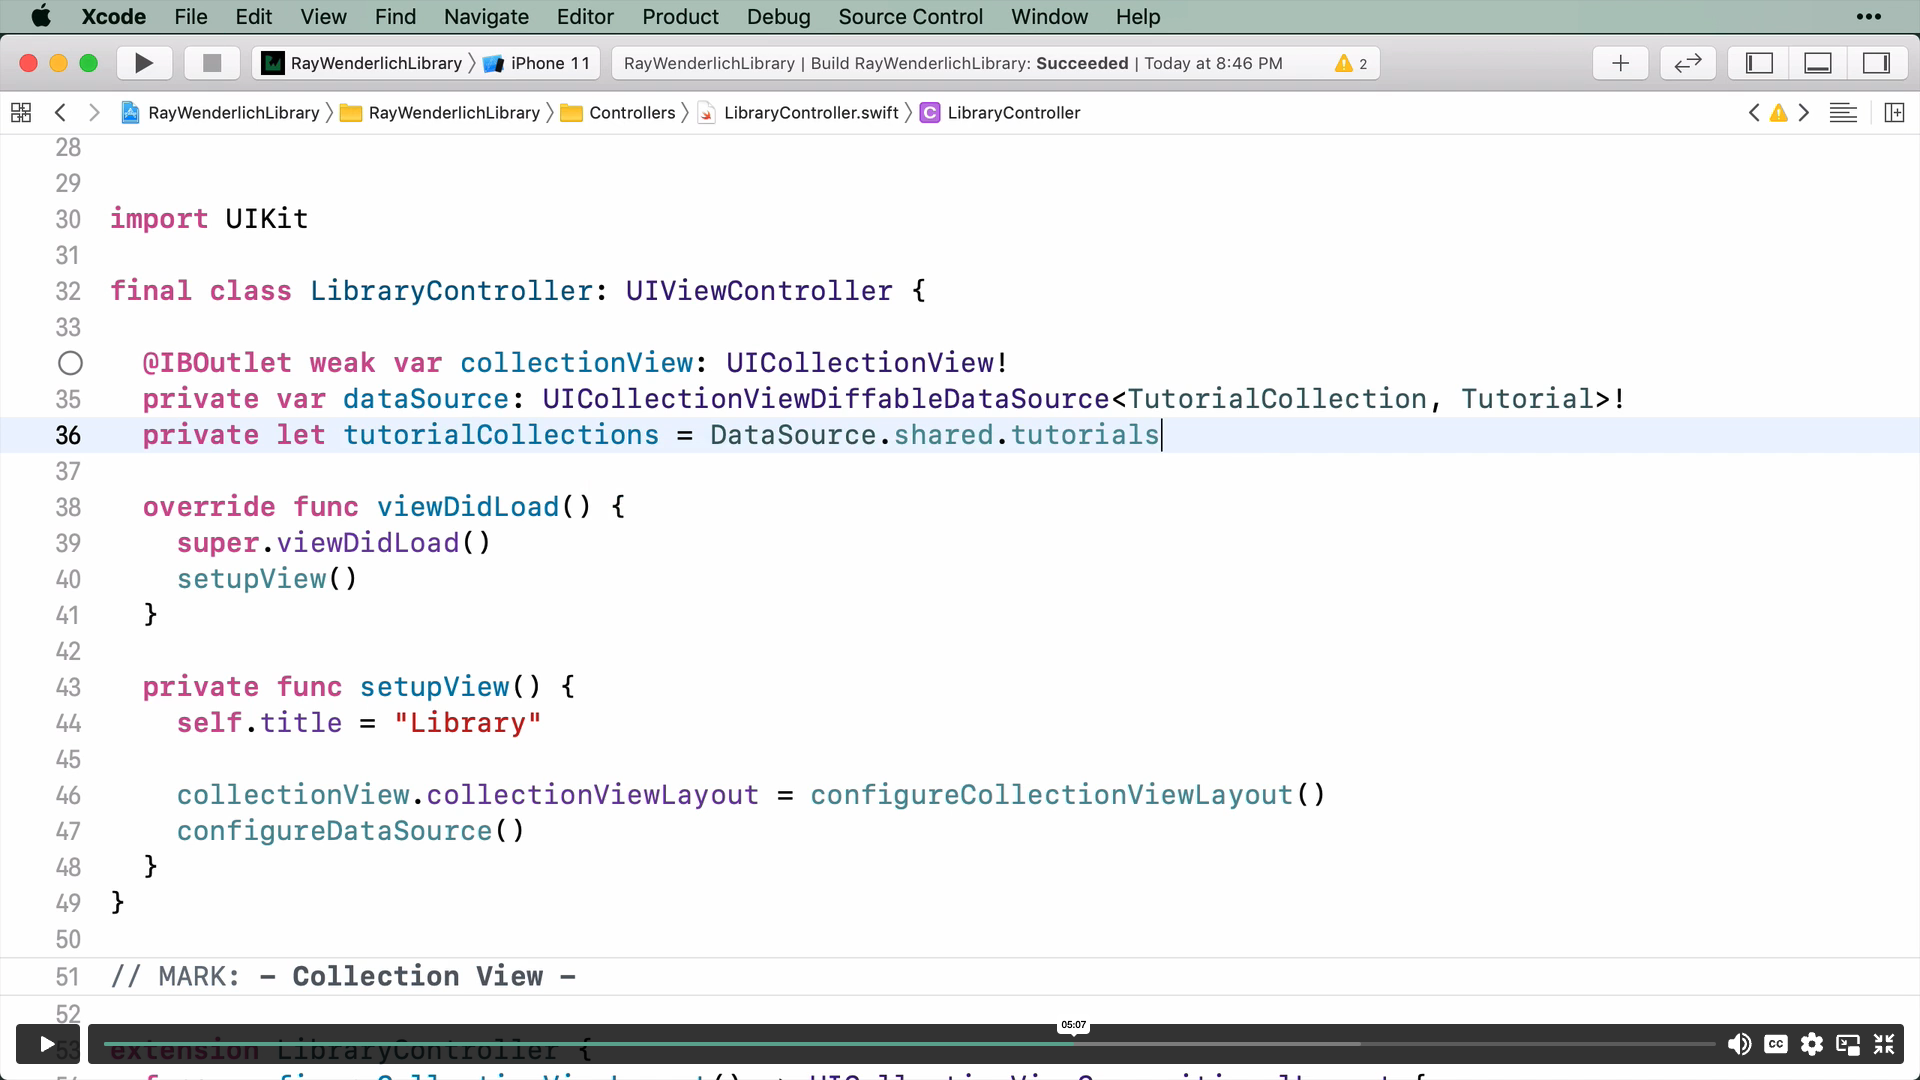 Xcode File Edit View Find Navigate Editor Product Debug Source Control Window Help •••
RayWenderlichLibrary iPhone 11 RayWenderlichLibrary | Build RayWenderlichLibrary: Succeeded | Today at 8:46 PM 2
RayWenderlichLibrary RayWenderlichLibrary Controllers LibraryController.swift C LibraryController
28
29
30 import UIKit
31
32 final class LibraryController: UIViewController {
33
@IBOutlet weak var collectionView: UICollectionView!
35 private var dataSource: UICollectionViewDiffableDataSource<TutorialCollection, Tutorial>!
36 private let tutorialCollections = DataSource.shared.tutorials
37
38 override func viewDidLoad() {
39 super.viewDidLoad()
40 setupView()
41 }
42
43 private func setupView() {
44 self.title = "Library"
45
46 collectionView.collectionViewLayout = configureCollectionViewLayout()
47 configureDataSource()
48 }
49 }
50
51 // MARK: - Collection View -
52
05:07
53 extension LibraryController {
CC